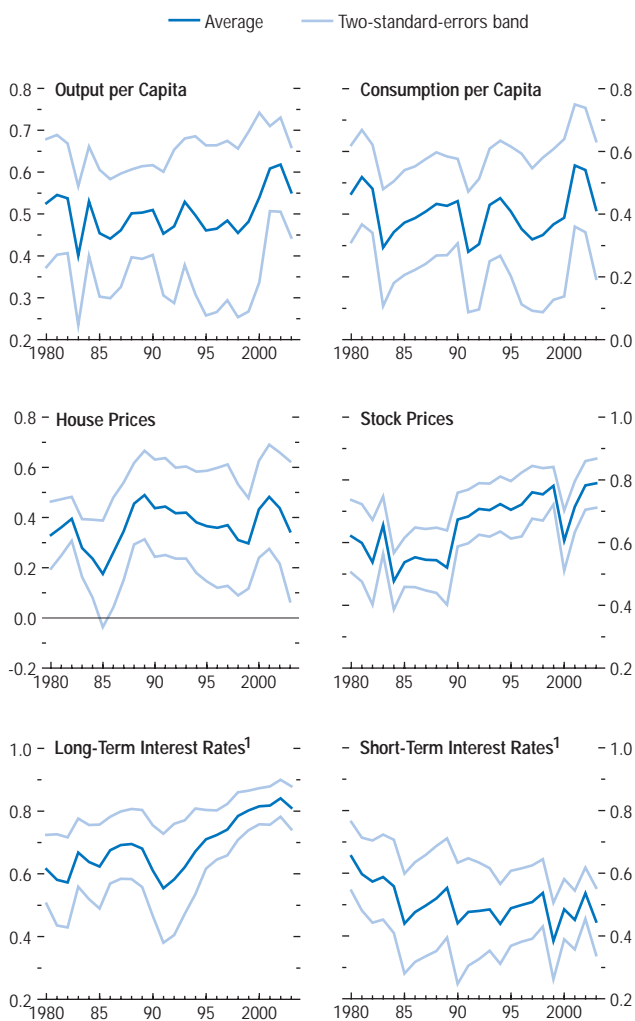 Average Two-standard-errors band
Output per Capita
0.8
0.7
0.6
0.5
0.4
0.3
0.2
1980 85 90 95 2000
Consumption per Capita
0.8
0.6
0.4
0.2
0.0
1980 85 90 95 2000
House Prices
0.8
0.6
0.4
0.2
0.0
-0.2
1980 85 90 95 2000
Stock Prices
1.0
0.8
0.6
0.4
0.2
1980 85 90 95 2000
Long-Term Interest Rates1
1.0
0.8
0.6
0.4
0.2
1980 85 90 95 2000
Short-Term Interest Rates1
1.0
0.8
0.6
0.4
0.2
1980 85 90 95 2000